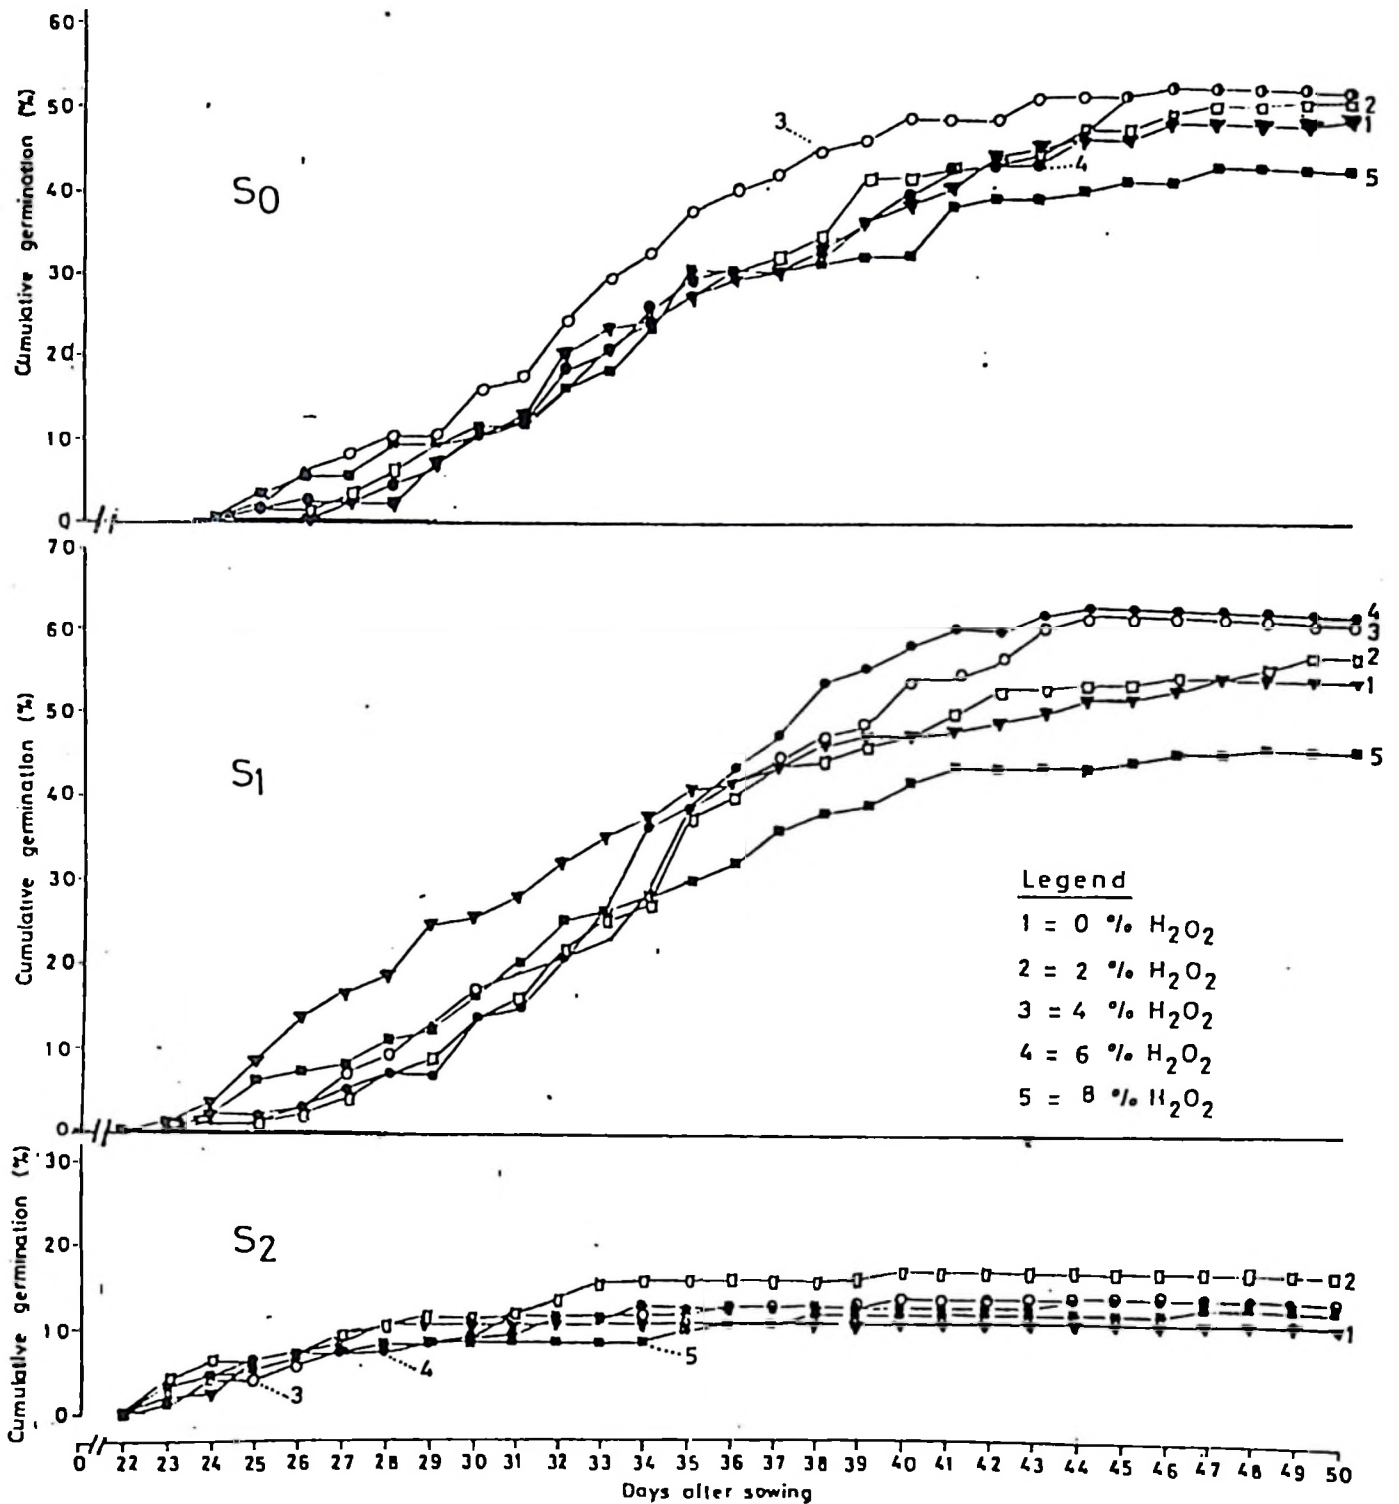 Cumulative germination (%)
60
50
40
30
20
10
0
S0
3
4
2
1
5
Cumulative germination (%)
70
60
50
40
30
20
10
0
S1
4
3
2
1
5
Legend
1 = 0 % H2O2
2 = 2 % H2O2
3 = 4 % H2O2
4 = 6 % H2O2
5 = 8 % H2O2
Cumulative germination (%)
30
20
10
0
S2
3
4
5
2
1
0 22 23 24 25 26 27 28 29 30 31 32 33 34 35 36 37 38 39 40 41 42 43 44 45 46 47 48 49 50
Days after sowing